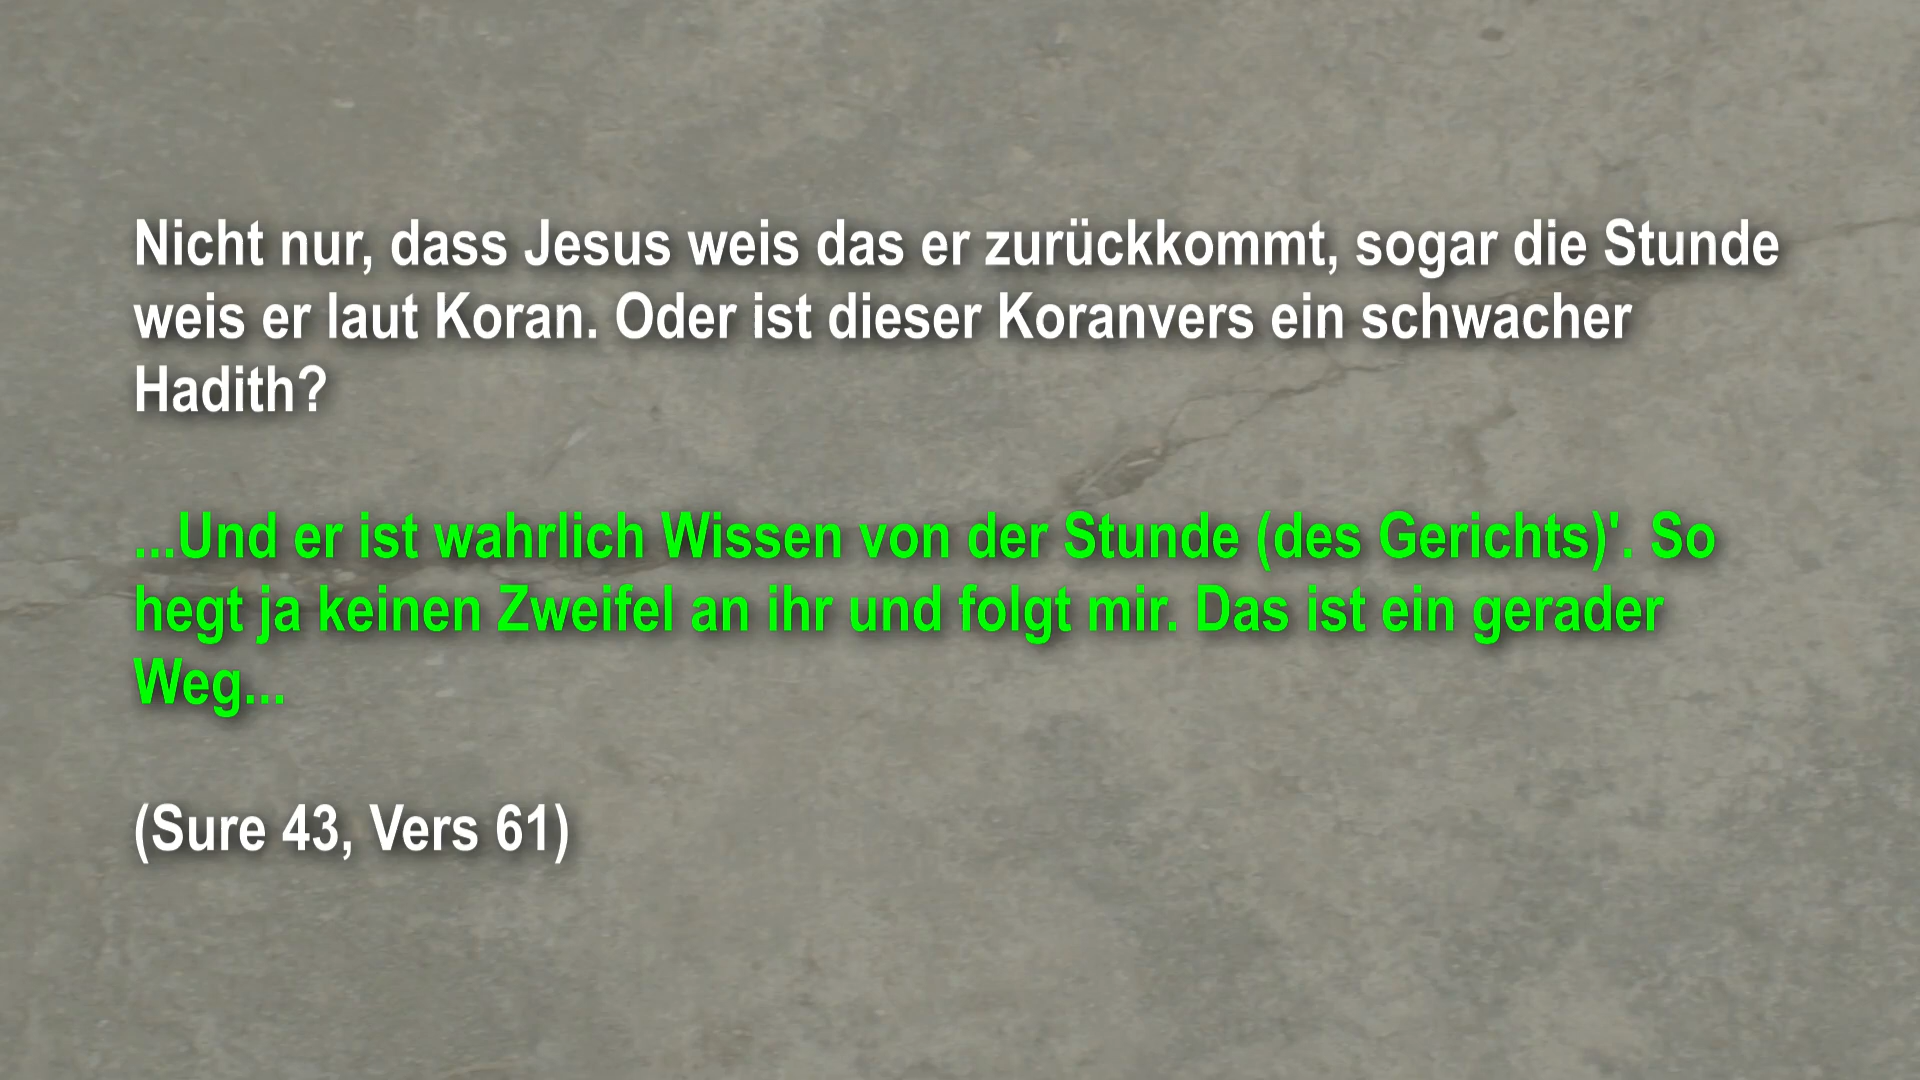 Nicht nur, dass Jesus weis das er zurückkommt, sogar die Stunde
weis er laut Koran. Oder ist dieser Koranvers ein schwacher
Hadith?
...Und er ist wahrlich Wissen von der Stunde (des Gerichts)'. So
hegt ja keinen Zweifel an ihr und folgt mir. Das ist ein gerader
Weg...
(Sure 43, Vers 61)